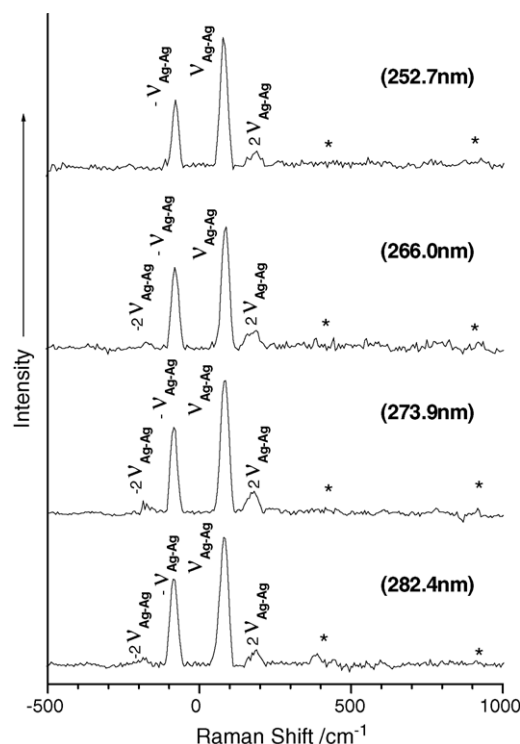 - ν Ag-Ag
ν Ag-Ag
2 ν Ag-Ag
(252.7nm)
*
*
-2 ν Ag-Ag
- ν Ag-Ag
ν Ag-Ag
2 ν Ag-Ag
(266.0nm)
*
*
-2 ν Ag-Ag
- ν Ag-Ag
ν Ag-Ag
2 ν Ag-Ag
(273.9nm)
*
*
-2 ν Ag-Ag
- ν Ag-Ag
ν Ag-Ag
2 ν Ag-Ag
(282.4nm)
*
*
Intensity
-500
0
500
1000
Raman Shift /cm-1